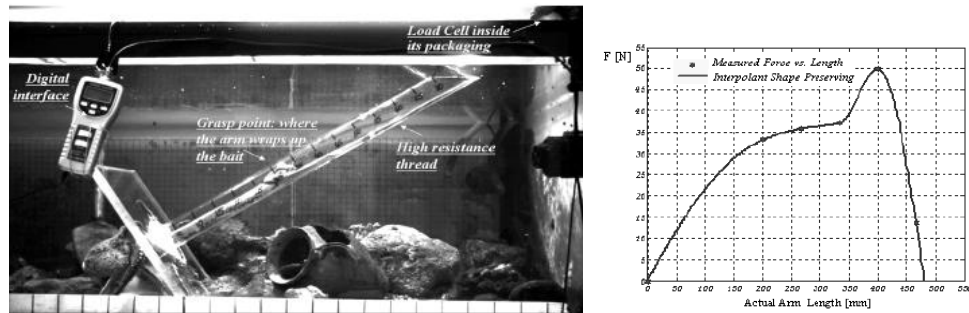 Load Cell inside
its packaging
Digital
interface
Grasp point: where
the arm wraps up
the bait
High resistance
thread
F [N]
Measured Force vs. Length
Interpolant Shape Preserving
55
50
45
40
35
30
25
20
15
10
5
0
0 50 100 150 200 250 300 350 400 450 500 550
Actual Arm Length [mm]